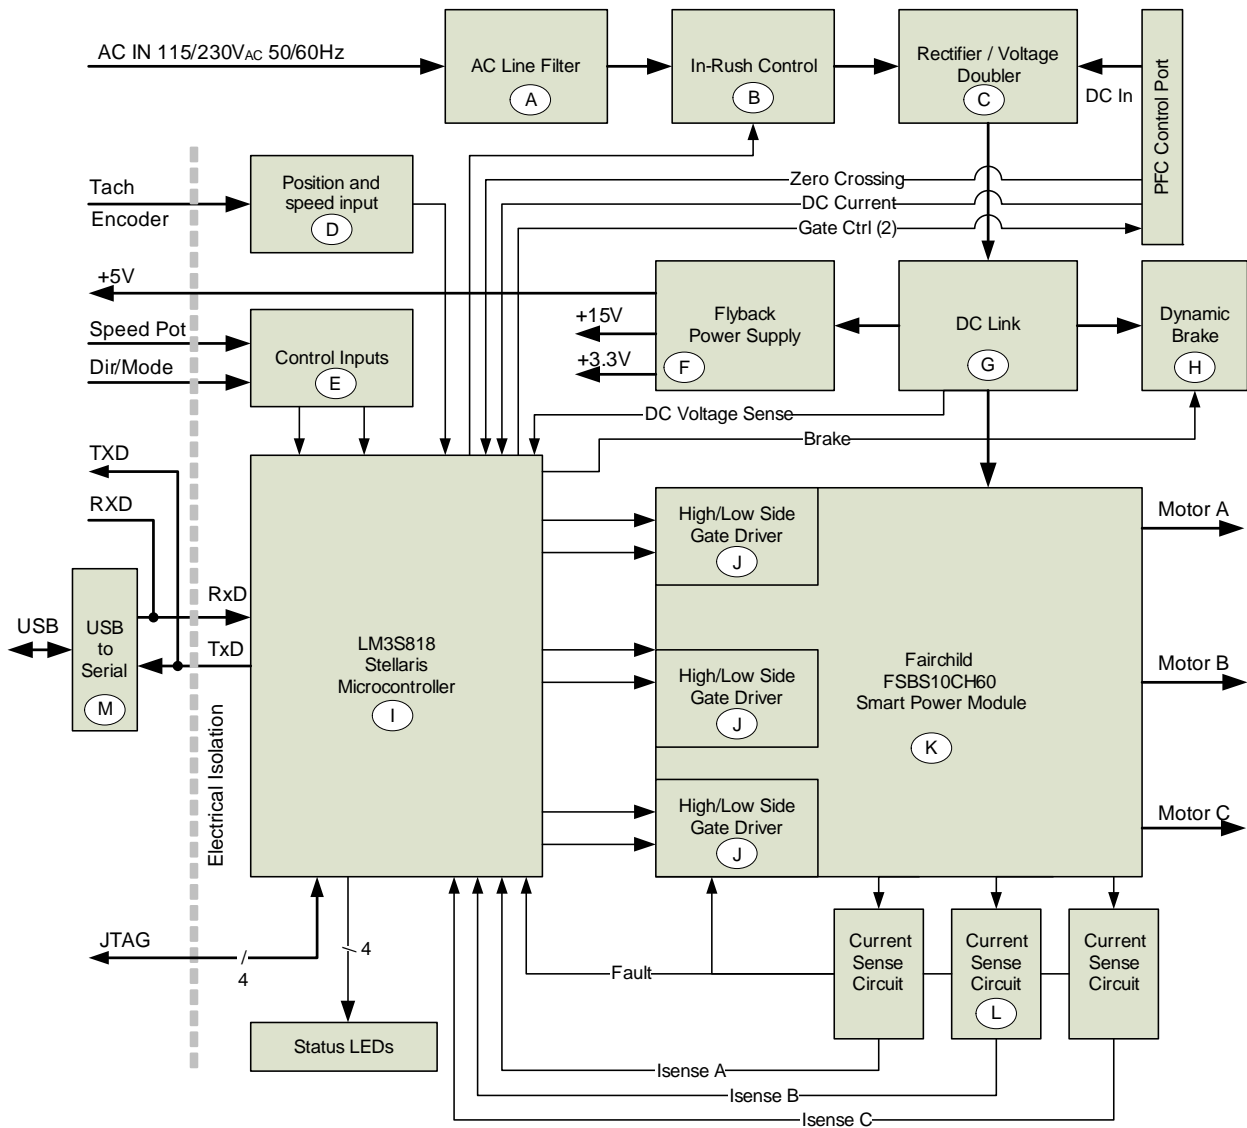 AC IN 115/230VAC 50/60Hz
AC Line Filter
A
In-Rush Control
B
Rectifier / Voltage
Doubler
C
DC In
PFC Control Port
Tach
Encoder
Position and
speed input
D
Zero Crossing
DC Current
Gate Ctrl (2)
+5V
Speed Pot
Dir/Mode
Control Inputs
E
+15V
+3.3V
Flyback
Power Supply
F
DC Link
G
Dynamic
Brake
H
DC Voltage Sense
Brake
TXD
RXD
USB
USB
to
Serial
M
RxD
TxD
Electrical Isolation
LM3S818
Stellaris
Microcontroller
I
High/Low Side
Gate Driver
J
High/Low Side
Gate Driver
J
High/Low Side
Gate Driver
J
Fairchild
FSBS10CH60
Smart Power Module
K
Motor A
Motor B
Motor C
JTAG
/
4
4
Status LEDs
Fault
Current
Sense
Circuit
Current
Sense
Circuit
L
Current
Sense
Circuit
Isense A
Isense B
Isense C